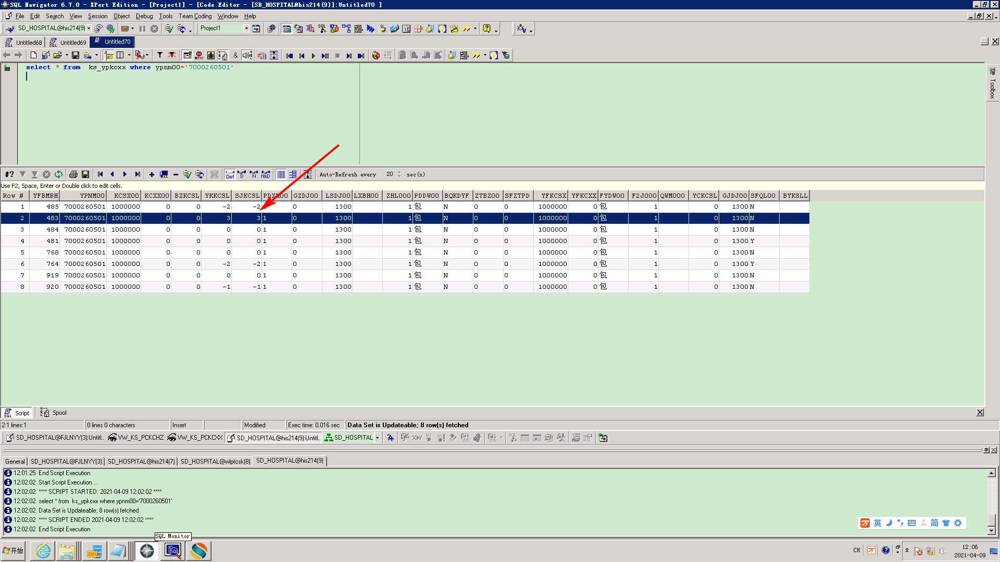 SQL Navigator 6.7.0 - XPert Edition - [Project1] - [Code Editor - [SD_HOSPITAL@his214(9)]:Untitled70 ]
File Edit Search View Session Object Debug Tools Team Coding Window Help
SD_HOSPITAL@his214(9) Project1
Untitled68 Untitled69 Untitled70
select * from  ks_ypkcxx where ypnm00='7000260501'
Toolbox
#? Def D N N&D Auto-Refresh every 20 sec(s)
Use F2, Space, Enter or Double click to edit cells.
Row # YFBMBH YPNM00 KCSX00 KCXX00 BZKCSL YKKCSL SJKCSL GZDJ00 LSDJ00 LXBH00 ZHL000 PDDW00 BQKDYF ZTBZ00 SFZTPD YFKCSX YFKCXX FYDW00 F2J000 QWM000 YCKCSL GJDJ00 SFQL00 BYKSLL
1 485 7000260501 1000000 0 0 -2 -2 0 1300 1 包 N 0 0 1000000 0 包 1 0 1300 N
2 483 7000260501 1000000 0 0 3 3 1 0 1300 1 包 N 0 0 1000000 0 包 1 0 1300 N
3 484 7000260501 1000000 0 0 0 0 1 0 1300 1 包 N 0 0 1000000 0 包 1 0 1300 N
4 481 7000260501 1000000 0 0 0 0 1 0 1300 1 包 N 0 0 1000000 0 包 1 0 1300 Y
5 768 7000260501 1000000 0 0 0 0 1 0 1300 1 包 N 0 0 1000000 0 包 1 0 1300 N
6 764 7000260501 1000000 0 0 -2 -2 1 0 1300 1 包 N 0 0 1000000 0 包 1 0 1300 Y
7 919 7000260501 1000000 0 0 0 0 1 0 1300 1 包 N 0 0 1000000 0 包 1 0 1300 N
8 920 7000260501 1000000 0 0 -1 -1 1 0 1300 1 包 N 0 0 1000000 0 包 1 0 1300 N
Script Spool
2:1 lines:1 0 lines 0 characters Insert Modified Exec time: 0.016 sec Data Set is Updateable; 8 row(s) fetched
SD_HOSPITAL@FJLNYY(3):Untitl.. VW_KS_PCKCHZ VW_KS_PCKCXX SD_HOSPITAL@his214(9):Untitl.. SD_HOSPITAL
General SD_HOSPITAL@FJLNYY(3) SD_HOSPITAL@his214(7) SD_HOSPITAL@wlptcsk(8) SD_HOSPITAL@his214(9)
12:01:25 End Script Execution
12:02:02 Start Script Execution ...
12:02:02 **** SCRIPT STARTED: 2021-04-09 12:02:02 ****
12:02:02 select * from  ks_ypkcxx where ypnm00='7000260501'
12:02:02 Data Set is Updateable; 8 row(s) fetched
12:02:02 **** SCRIPT ENDED 2021-04-09 12:02:02 ****
12:02:02 End Script Execution
英 简
SQL Monitor
开始 CH 12:06
2021-04-09